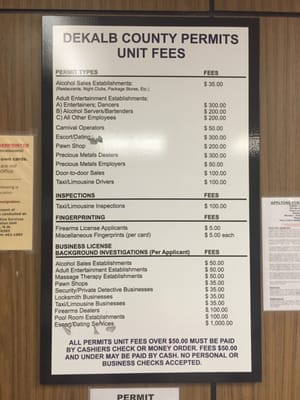 DEKALB COUNTY PERMITS
UNIT FEES
PERMIT TYPES FEES
Alcohol Sales Establishments: $ 35.00
(Restaurants, Night Clubs, Package Stores, Etc.)
Adult Entertainment Establishments:
A) Entertainers; Dancers $ 300.00
B) Alcohol Servers/Bartenders $ 200.00
C) All Other Employees $ 200.00
Carnival Operators $ 50.00
Escort/Dating $ 300.00
Pawn Shop $ 200.00
Precious Metals Dealers $ 300.00
Precious Metals Employees $ 50.00
Door-to-door Sales $ 100.00
Taxi/Limousine Drivers $ 100.00
INSPECTIONS FEES
Taxi/Limousine Inspections $ 100.00
FINGERPRINTING FEES
Firearms License Applicants $ 5.00
Miscellaneous Fingerprints (per card) $ 5.00 each
BUSINESS LICENSE
BACKGROUND INVESTIGATIONS (Per Applicant) FEES
Alcohol Sales Establishments $ 50.00
Adult Entertainment Establishments $ 50.00
Massage Therapy Establishments $ 50.00
Pawn Shops $ 35.00
Security/Private Detective Businesses $ 35.00
Locksmith Businesses $ 35.00
Taxi/Limousine Businesses $ 35.00
Firearms Dealers $ 100.00
Pool Room Establishments $ 100.00
Escort/Dating Services $ 1,000.00
ALL PERMITS UNIT FEES OVER $50.00 MUST BE PAID
BY CASHIERS CHECK OR MONEY ORDER. FEES $50.00
AND UNDER MAY BE PAID BY CASH. NO PERSONAL OR
BUSINESS CHECKS ACCEPTED.
PERMIT